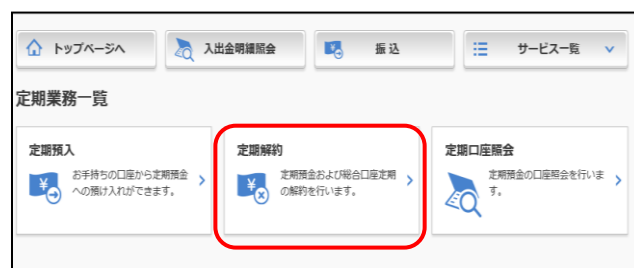 トップページへ
入出金明細照会
振込
サービス一覧
定期業務一覧
定期預入
お手持ちの口座から定期預金
への預け入れができます。
定期解約
定期預金および総合口座定期
の解約を行います。
定期口座照会
定期預金の口座照会を行いま
す。